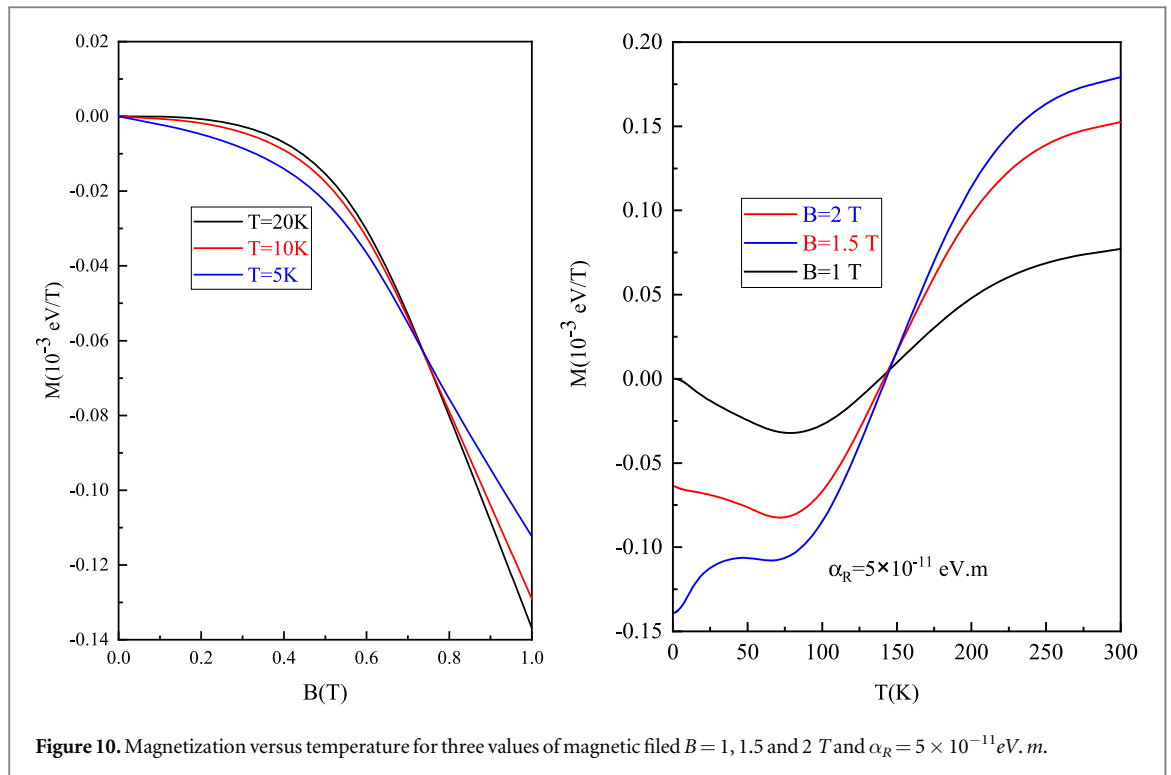 0.02
0.00
-0.02
-0.04
-0.06
-0.08
-0.10
-0.12
-0.14
M(10⁻³ eV/T)
T=20K
T=10K
T=5K
0.0 0.2 0.4 0.6 0.8 1.0
B(T)
0.20
0.15
0.10
0.05
0.00
-0.05
-0.10
-0.15
M(10⁻³ eV/T)
B=2 T
B=1.5 T
B=1 T
α_R=5×10⁻¹¹ eV.m
0 50 100 150 200 250 300
T(K)
Figure 10. Magnetization versus temperature for three values of magnetic filed B = 1, 1.5 and 2 T and α_R = 5 × 10⁻¹¹eV. m.